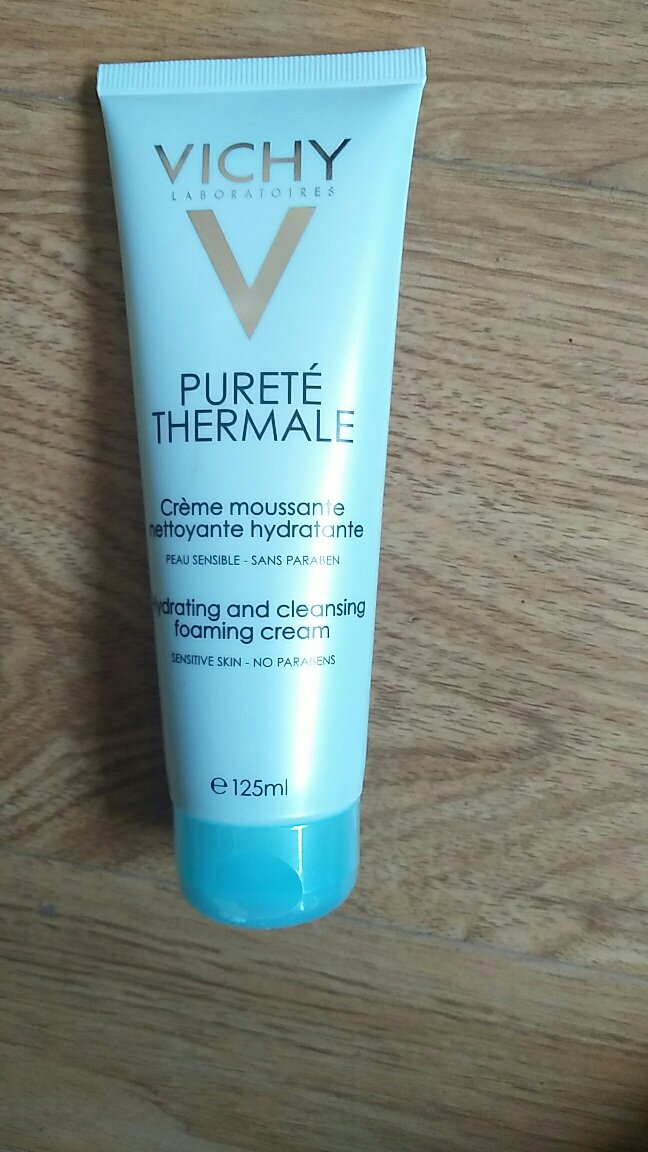 VICHY
LABORATOIRES
V
PURETÉ
THERMALE
Crème moussante
nettoyante hydratante
PEAU SENSIBLE - SANS PARABEN
Hydrating and cleansing
foaming cream
SENSITIVE SKIN - NO PARABENS
℮125ml